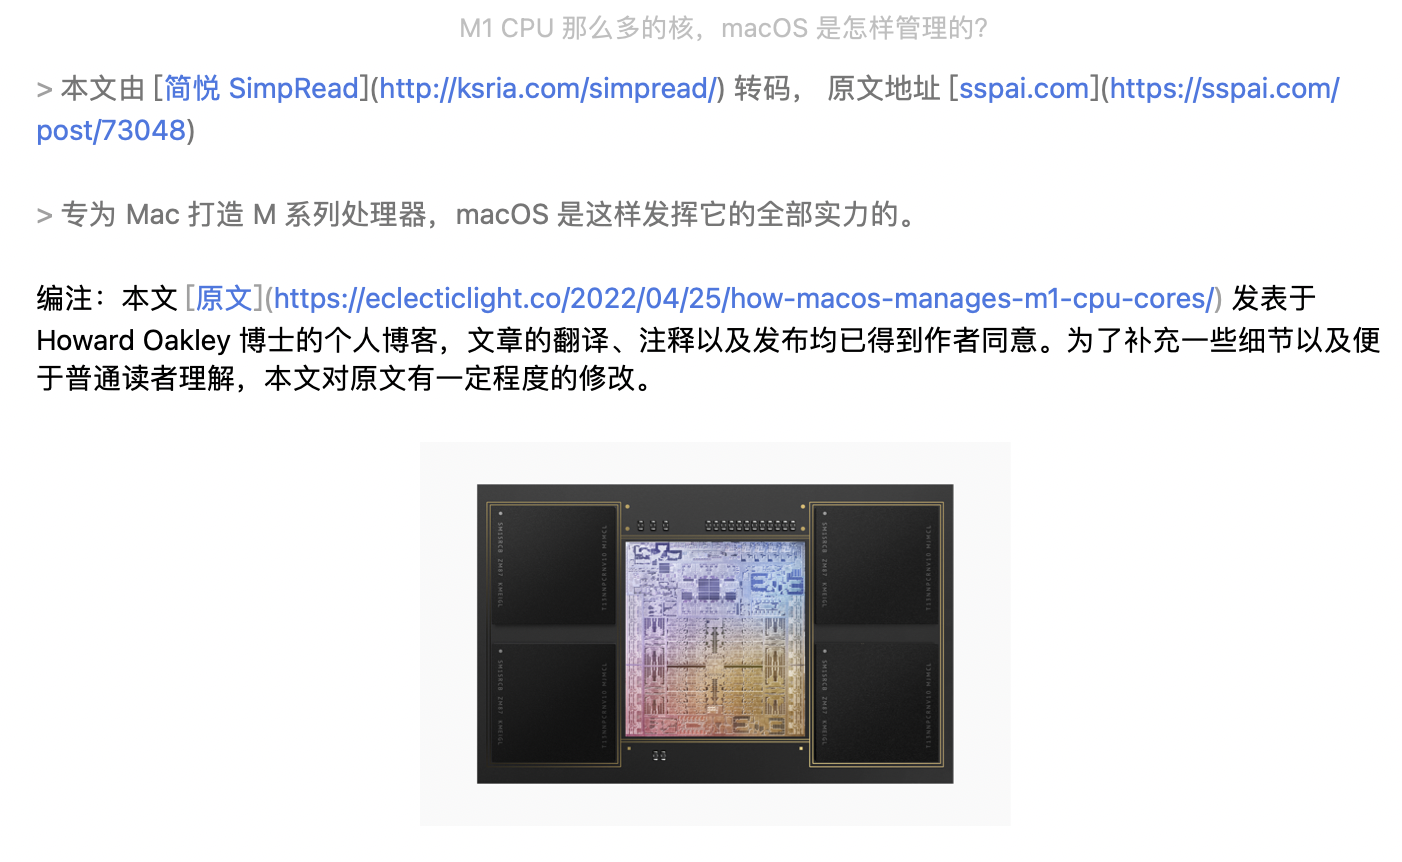 M1 CPU 那么多的核，macOS 是怎样管理的?
> 本文由 [简悦 SimpRead](http://ksria.com/simpread/) 转码， 原文地址 [sspai.com](https://sspai.com/
post/73048)
> 专为 Mac 打造 M 系列处理器，macOS 是这样发挥它的全部实力的。
编注：本文 [原文](https://eclecticlight.co/2022/04/25/how-macos-manages-m1-cpu-cores/) 发表于
Howard Oakley 博士的个人博客，文章的翻译、注释以及发布均已得到作者同意。为了补充一些细节以及便
于普通读者理解，本文对原文有一定程度的修改。